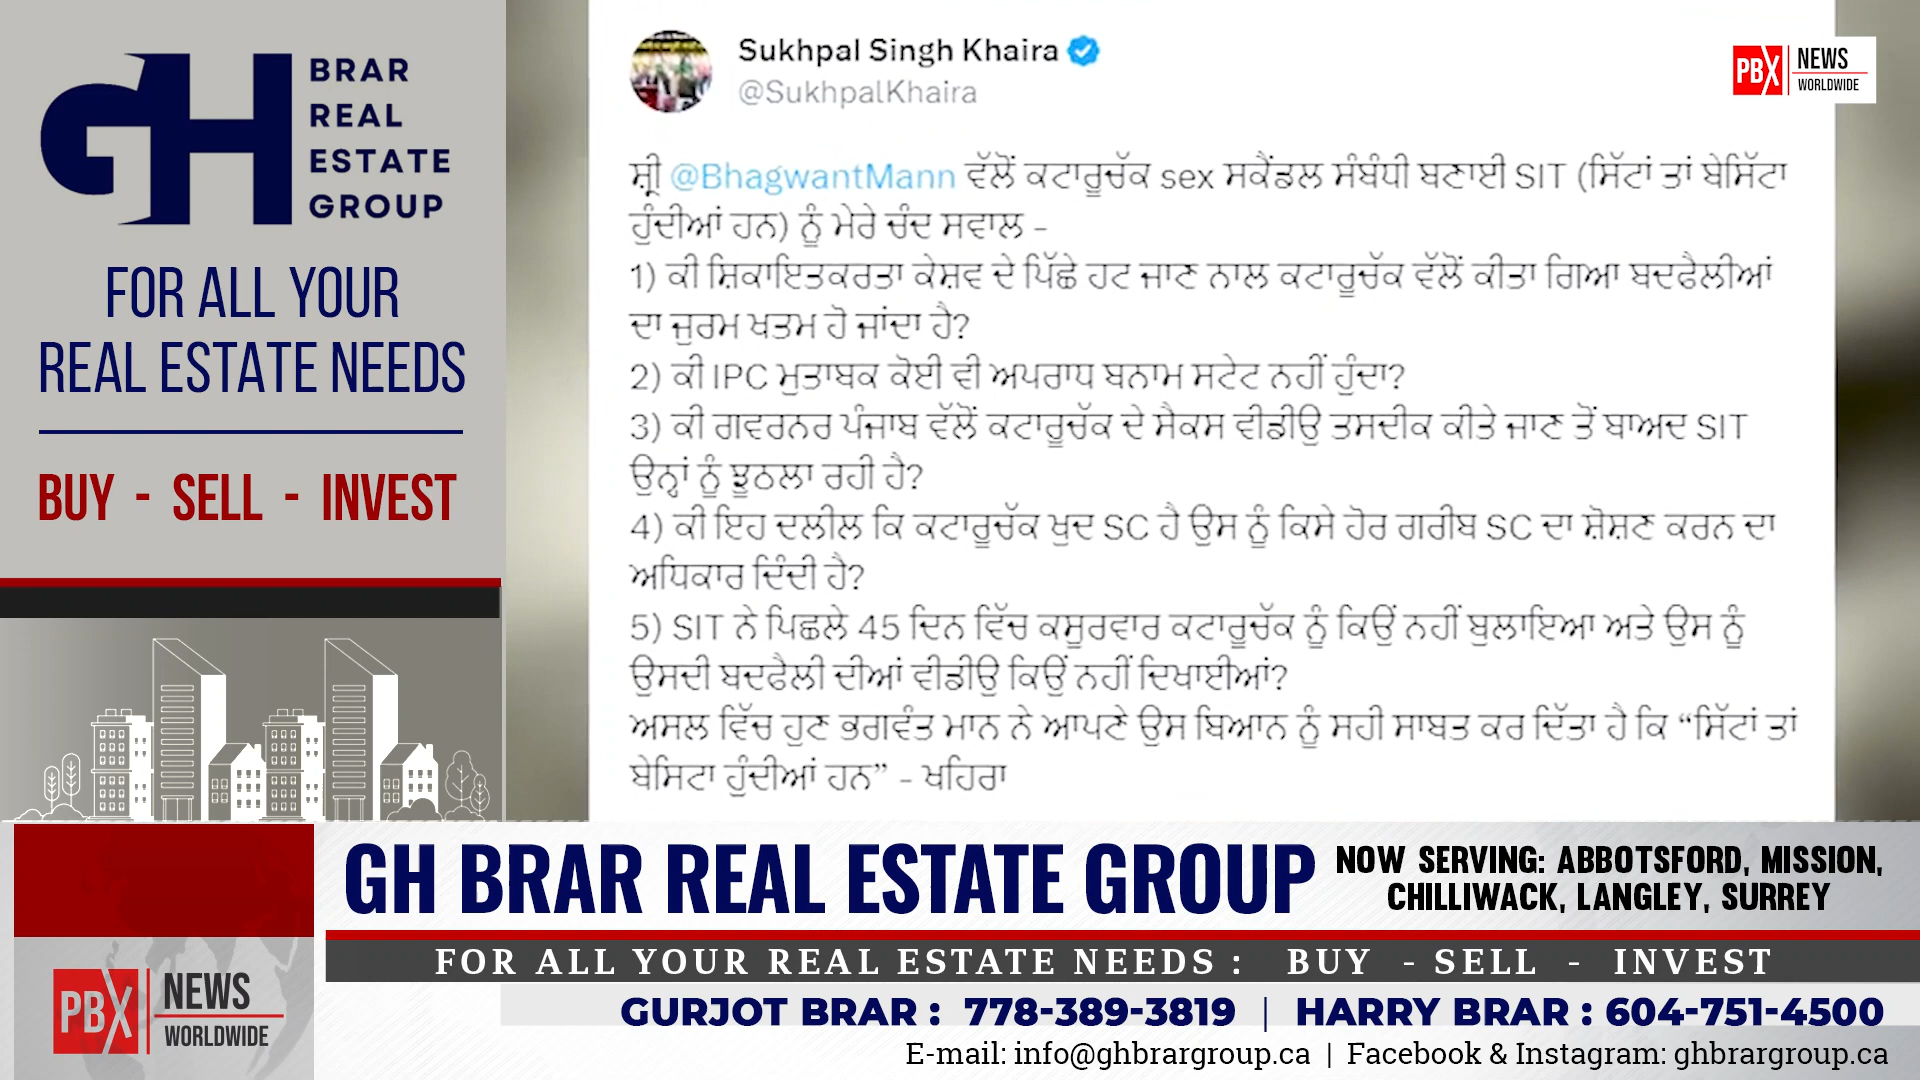 GH
BRAR
REAL
ESTATE
GROUP
FOR ALL YOUR
REAL ESTATE NEEDS
BUY - SELL - INVEST
Sukhpal Singh Khaira
@SukhpalKhaira
PBX NEWS
WORLDWIDE
ਸ਼੍ਰੀ @BhagwantMann ਵੱਲੋਂ ਕਟਾਰੂਚੱਕ sex ਸਕੈਂਡਲ ਸੰਬੰਧੀ ਬਣਾਈ SIT (ਸਿੱਟਾਂ ਤਾਂ ਬੇਸਿੱਟਾ
ਹੁੰਦੀਆਂ ਹਨ) ਨੂੰ ਮੇਰੇ ਚੰਦ ਸਵਾਲ -
1) ਕੀ ਸ਼ਿਕਾਇਤਕਰਤਾ ਕੇਸ਼ਵ ਦੇ ਪਿੱਛੇ ਹਟ ਜਾਣ ਨਾਲ ਕਟਾਰੂਚੱਕ ਵੱਲੋਂ ਕੀਤਾ ਗਿਆ ਬਦਫੈਲੀਆਂ
ਦਾ ਜੁਰਮ ਖਤਮ ਹੋ ਜਾਂਦਾ ਹੈ?
2) ਕੀ IPC ਮੁਤਾਬਕ ਕੋਈ ਵੀ ਅਪਰਾਧ ਬਨਾਮ ਸਟੇਟ ਨਹੀਂ ਹੁੰਦਾ?
3) ਕੀ ਗਵਰਨਰ ਪੰਜਾਬ ਵੱਲੋਂ ਕਟਾਰੂਚੱਕ ਦੇ ਸੈਕਸ ਵੀਡੀਉ ਤਸਦੀਕ ਕੀਤੇ ਜਾਣ ਤੋਂ ਬਾਅਦ SIT
ਉਨ੍ਹਾਂ ਨੂੰ ਝੂਠਲਾ ਰਹੀ ਹੈ?
4) ਕੀ ਇਹ ਦਲੀਲ ਕਿ ਕਟਾਰੂਚੱਕ ਖੁਦ SC ਹੈ ਉਸ ਨੂੰ ਕਿਸੇ ਹੋਰ ਗਰੀਬ SC ਦਾ ਸ਼ੋਸ਼ਣ ਕਰਨ ਦਾ
ਅਧਿਕਾਰ ਦਿੰਦੀ ਹੈ?
5) SIT ਨੇ ਪਿਛਲੇ 45 ਦਿਨ ਵਿੱਚ ਕਸੂਰਵਾਰ ਕਟਾਰੂਚੱਕ ਨੂੰ ਕਿਉਂ ਨਹੀਂ ਬੁਲਾਇਆ ਅਤੇ ਉਸ ਨੂੰ
ਉਸਦੀ ਬਦਫੈਲੀ ਦੀਆਂ ਵੀਡੀਉ ਕਿਉਂ ਨਹੀਂ ਦਿਖਾਈਆਂ?
ਅਸਲ ਵਿੱਚ ਹੁਣ ਭਗਵੰਤ ਮਾਨ ਨੇ ਆਪਣੇ ਉਸ ਬਿਆਨ ਨੂੰ ਸਹੀ ਸਾਬਤ ਕਰ ਦਿੱਤਾ ਹੈ ਕਿ “ਸਿੱਟਾਂ ਤਾਂ
ਬੇਸਿਟਾ ਹੁੰਦੀਆਂ ਹਨ” - ਖਹਿਰਾ
GH BRAR REAL ESTATE GROUP
NOW SERVING: ABBOTSFORD, MISSION,
CHILLIWACK, LANGLEY, SURREY
FOR ALL YOUR REAL ESTATE NEEDS : BUY - SELL - INVEST
PBX NEWS
WORLDWIDE
GURJOT BRAR : 778-389-3819 | HARRY BRAR : 604-751-4500
E-mail: info@ghbrargroup.ca | Facebook & Instagram: ghbrargroup.ca